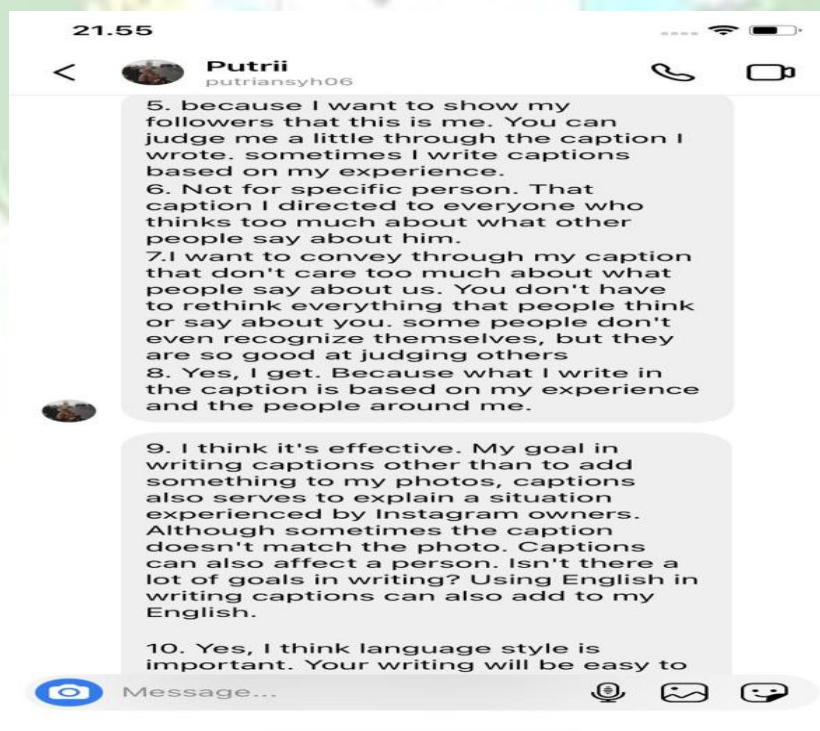 21.55
Putrii
putriansyh06
5. because I want to show my
followers that this is me. You can
judge me a little through the caption I
wrote. sometimes I write captions
based on my experience.
6. Not for specific person. That
caption I directed to everyone who
thinks too much about what other
people say about him.
7.I want to convey through my caption
that don't care too much about what
people say about us. You don't have
to rethink everything that people think
or say about you. some people don't
even recognize themselves, but they
are so good at judging others
8. Yes, I get. Because what I write in
the caption is based on my experience
and the people around me.
9. I think it's effective. My goal in
writing captions other than to add
something to my photos, captions
also serves to explain a situation
experienced by Instagram owners.
Although sometimes the caption
doesn't match the photo. Captions
can also affect a person. Isn't there a
lot of goals in writing? Using English in
writing captions can also add to my
English.
10. Yes, I think language style is
important. Your writing will be easy to
Message...